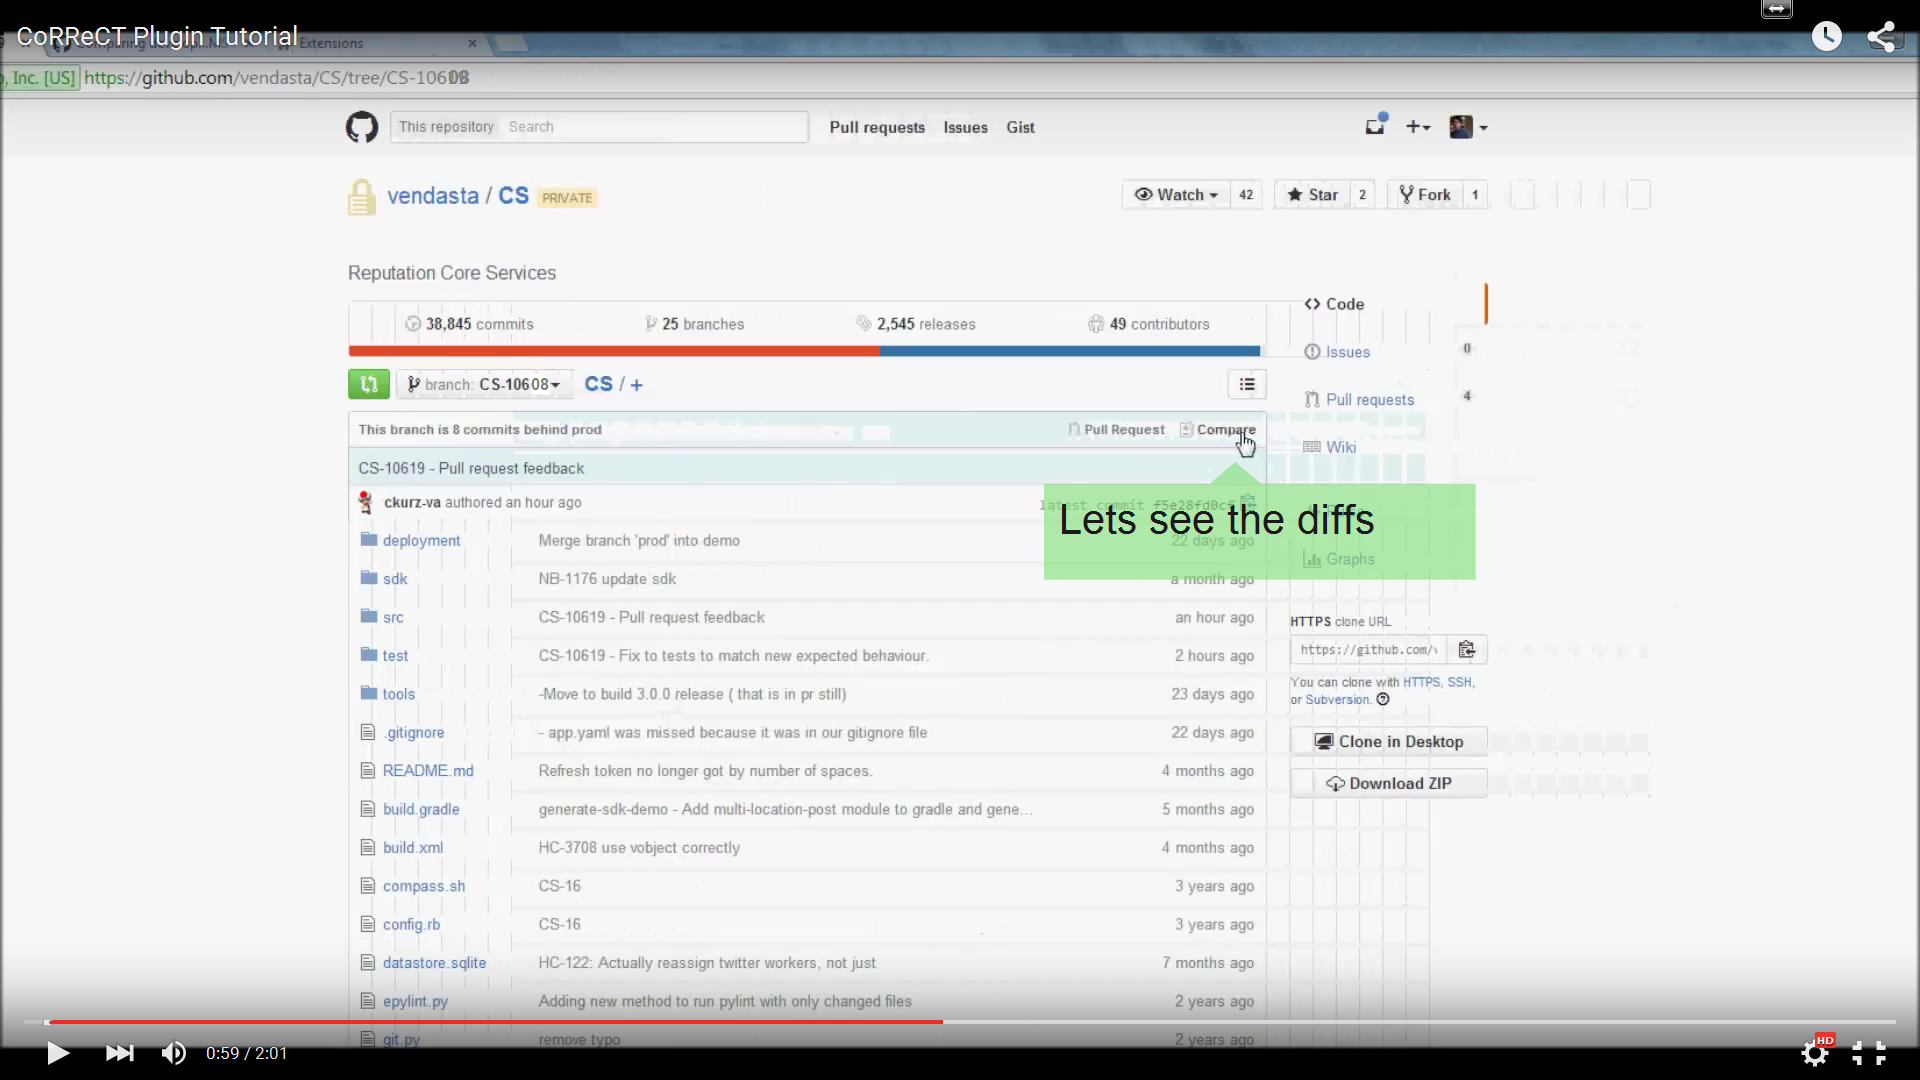 CoRReCT Plugin Tutorial
Extensions
, Inc. [US] https://github.com/vendasta/CS/tree/CS-10608
This repository Search
Pull requests Issues Gist
vendasta / CS PRIVATE
Watch 42 Star 2 Fork 1
Reputation Core Services
38,845 commits 25 branches 2,545 releases 49 contributors
Code
Issues 0
Pull requests 4
Wiki
Graphs
branch: CS-10608 CS / +
This branch is 8 commits behind prod Pull Request Compare
CS-10619 - Pull request feedback
ckurz-va authored an hour ago latest commit f5e28fd0cf
Lets see the diffs
deployment Merge branch 'prod' into demo 22 days ago
sdk NB-1176 update sdk a month ago
src CS-10619 - Pull request feedback an hour ago
test CS-10619 - Fix to tests to match new expected behaviour. 2 hours ago
tools -Move to build 3.0.0 release ( that is in pr still) 23 days ago
.gitignore - app.yaml was missed because it was in our gitignore file 22 days ago
README.md Refresh token no longer got by number of spaces. 4 months ago
build.gradle generate-sdk-demo - Add multi-location-post module to gradle and gene... 5 months ago
build.xml HC-3708 use vobject correctly 4 months ago
compass.sh CS-16 3 years ago
config.rb CS-16 3 years ago
datastore.sqlite HC-122: Actually reassign twitter workers, not just 7 months ago
epylint.py Adding new method to run pylint with only changed files 2 years ago
git.py remove typo 2 years ago
HTTPS clone URL
https://github.com/
You can clone with HTTPS, SSH,
or Subversion.
Clone in Desktop
Download ZIP
0:59 / 2:01
HD